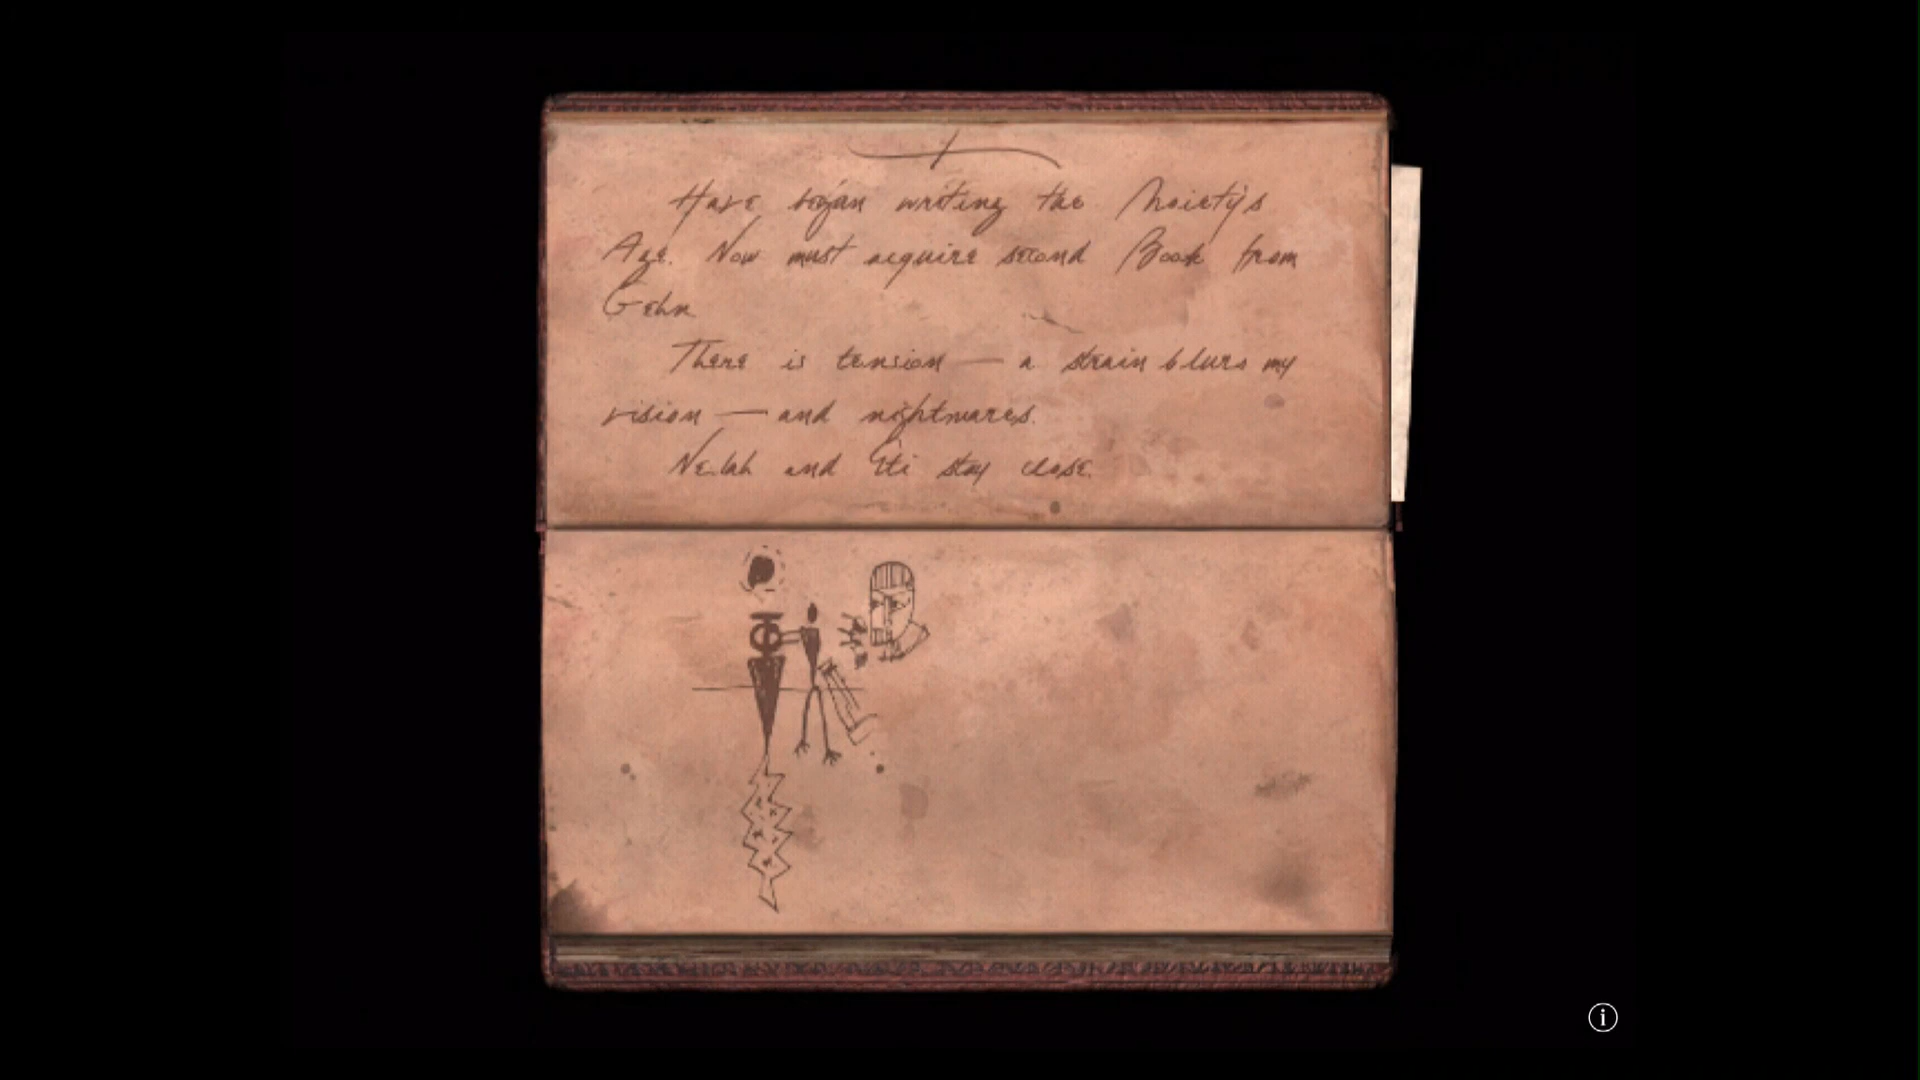 Have begun writing the Moiety's
Age. Now must acquire second Book from
Gehn.
There is tension — a strain blurs my
vision — and nightmares.
Nelah and Eti stay close.